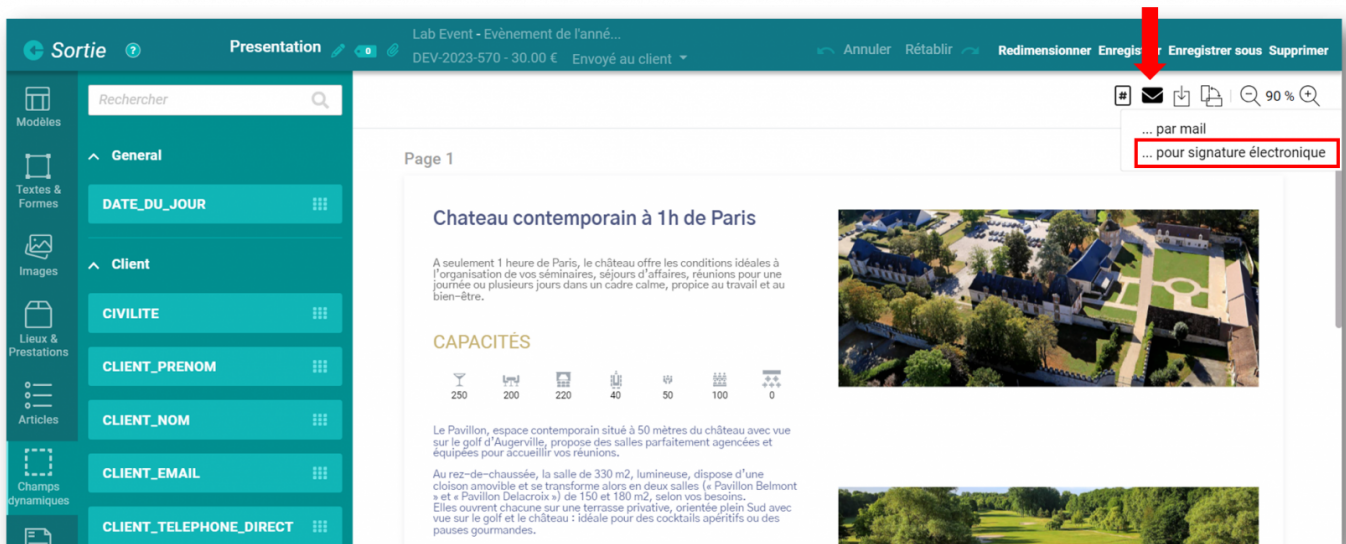 Sortie ?
Presentation 0
Lab Event - Evènement de l'anné...
DEV-2023-570 - 30.00 € Envoyé au client
Annuler Rétablir Redimensionner Enregistrer Enregistrer sous Supprimer
Modèles
Textes &
Formes
Images
Lieux &
Prestations
Articles
Champs
dynamiques
Rechercher
General
DATE_DU_JOUR
Client
CIVILITE
CLIENT_PRENOM
CLIENT_NOM
CLIENT_EMAIL
CLIENT_TELEPHONE_DIRECT
# 90 %
... par mail
... pour signature électronique
Page 1
Chateau contemporain à 1h de Paris
A seulement 1 heure de Paris, le château offre les conditions idéales à
l'organisation de vos séminaires, séjours d'affaires, réunions pour une
journée ou plusieurs jours dans un cadre calme, propice au travail et au
bien-être.
CAPACITÉS
250 200 220 40 50 100 0
Le Pavillon, espace contemporain situé à 50 mètres du château avec vue
sur le golf d'Augerville, propose des salles parfaitement agencées et
équipées pour accueillir vos réunions.
Au rez-de-chaussée, la salle de 330 m2, lumineuse, dispose d'une
cloison amovible et se transforme alors en deux salles (« Pavillon Belmont
» et « Pavillon Delacroix ») de 150 et 180 m2, selon vos besoins.
Elles ouvrent chacune sur une terrasse privative, orientée plein Sud avec
vue sur le golf et le château : idéale pour des cocktails apéritifs ou des
pauses gourmandes.